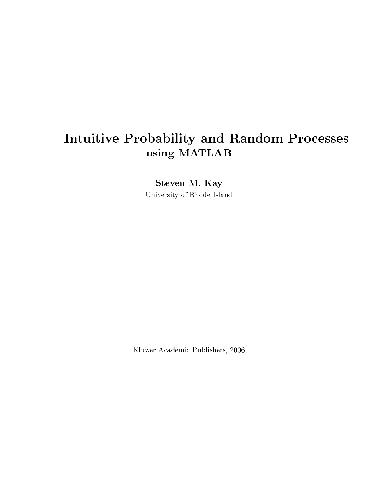 Intuitive Probability and Random Processes
using MATLAB
Steven M. Kay
University of Rhode Island
Kluwer Academic Publishers, 2006